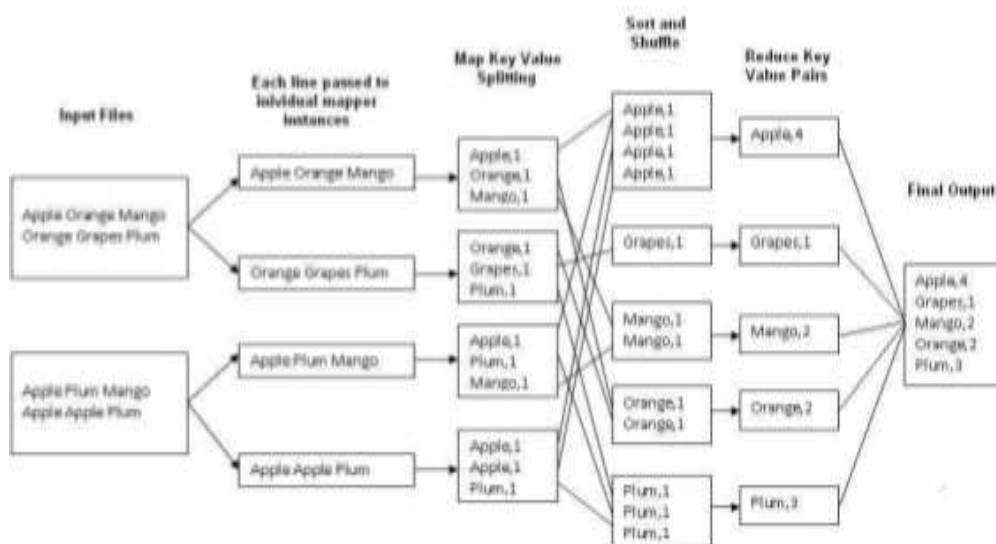 Input Files
Each line passed to
inividual mapper
instances
Map Key Value
Splitting
Sort and
Shuffle
Reduce Key
Value Pairs
Final Output
Apple Orange Mango
Orange Grapes Plum
Apple Plum Mango
Apple Apple Plum
Apple Orange Mango
Orange Grapes Plum
Apple Plum Mango
Apple Apple Plum
Apple,1
Orange,1
Mango,1
Orange,1
Grapes,1
Plum,1
Apple,1
Plum,1
Mango,1
Apple,1
Apple,1
Plum,1
Apple,1
Apple,1
Apple,1
Apple,1
Grapes,1
Mango,1
Mango,1
Orange,1
Orange,1
Plum,1
Plum,1
Plum,1
Apple,4
Grapes,1
Mango,2
Orange,2
Plum,3
Apple,4
Grapes,1
Mango,2
Orange,2
Plum,3